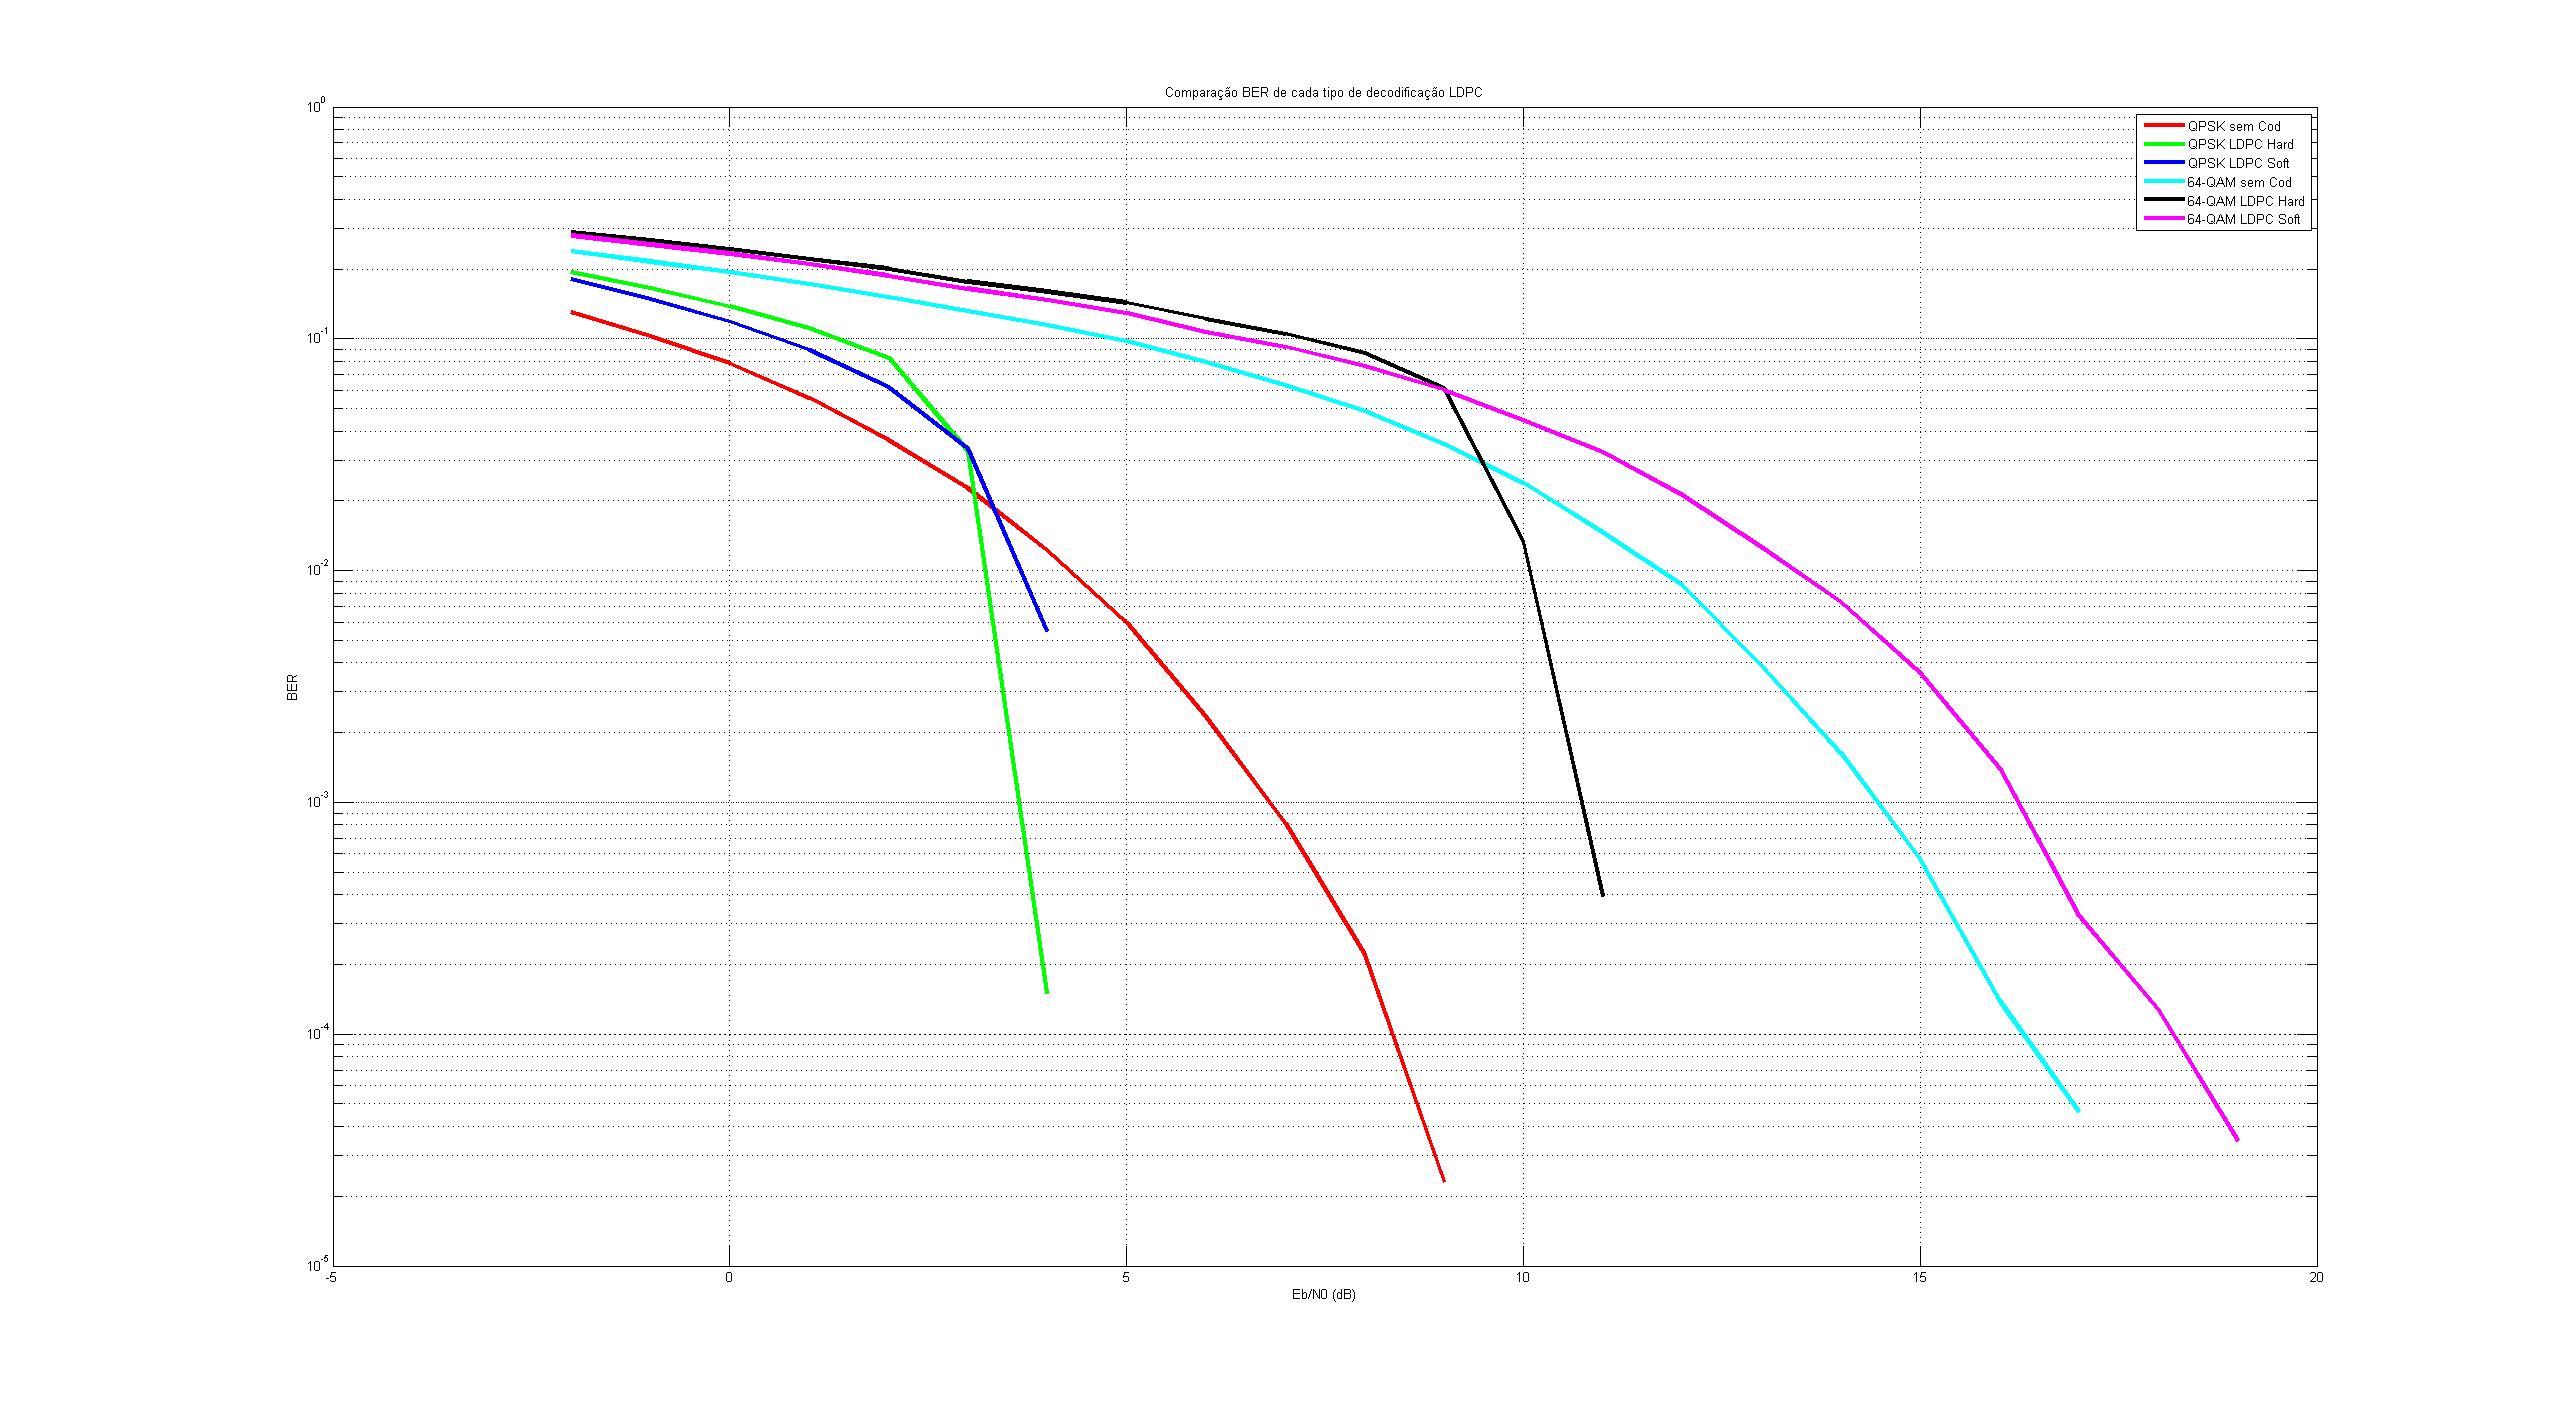 Comparação BER de cada tipo de decodificação LDPC
10^0
10^-1
10^-2
10^-3
10^-4
10^-5
BER
QPSK sem Cod
QPSK LDPC Hard
QPSK LDPC Soft
64-QAM sem Cod
64-QAM LDPC Hard
64-QAM LDPC Soft
-5 0 5 10 15 20
Eb/N0 (dB)